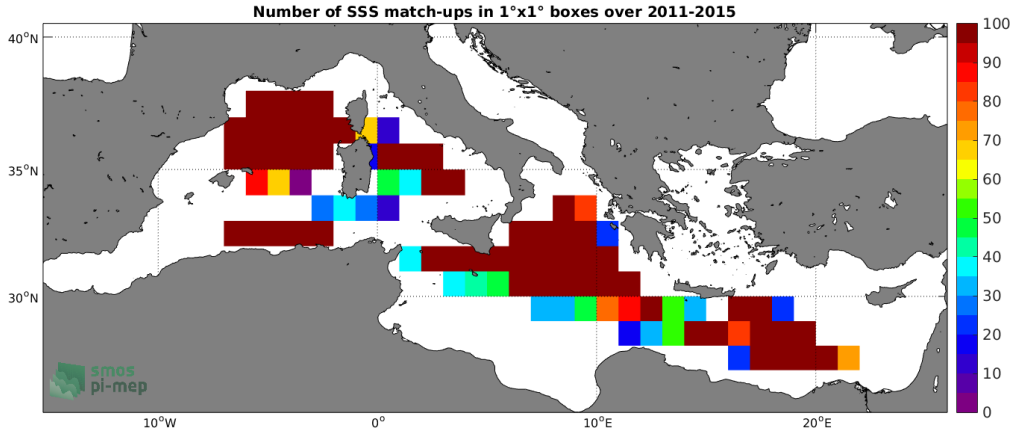 Number of SSS match-ups in 1°x1° boxes over 2011-2015
40°N
35°N
30°N
10°W
0°
10°E
20°E
100
90
80
70
60
50
40
30
20
10
0
smos
pi-mep